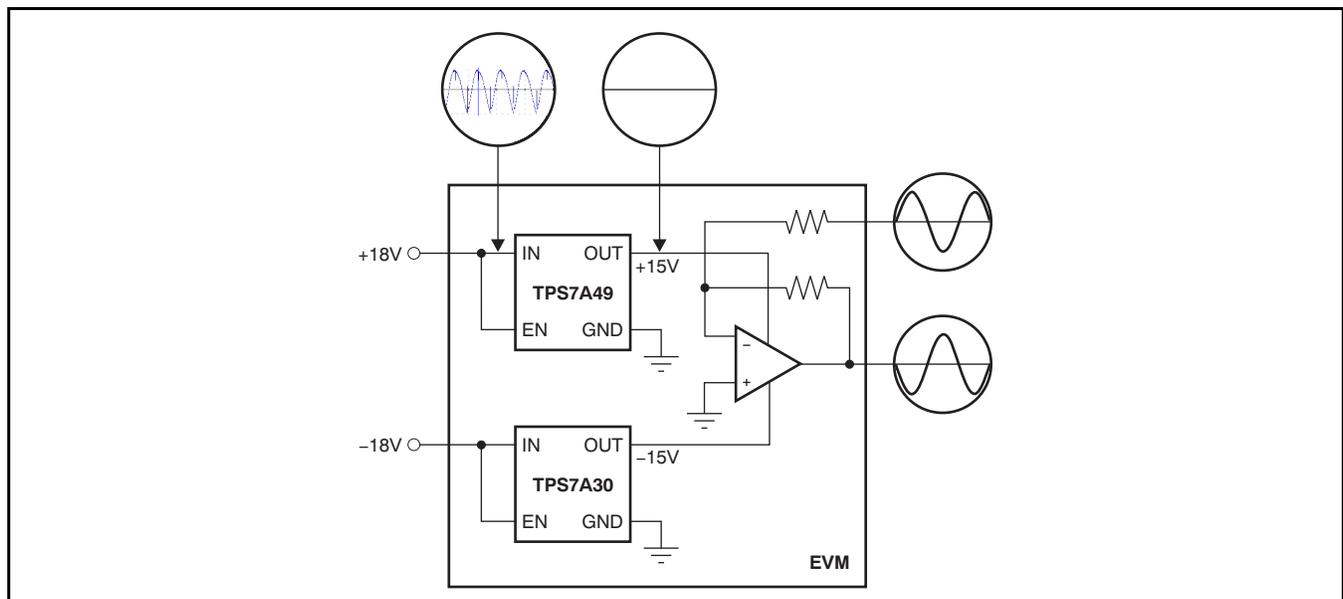 +18V
IN
OUT
+15V
TPS7A49
EN
GND
−
+
−18V
IN
OUT
−15V
TPS7A30
EN
GND
EVM